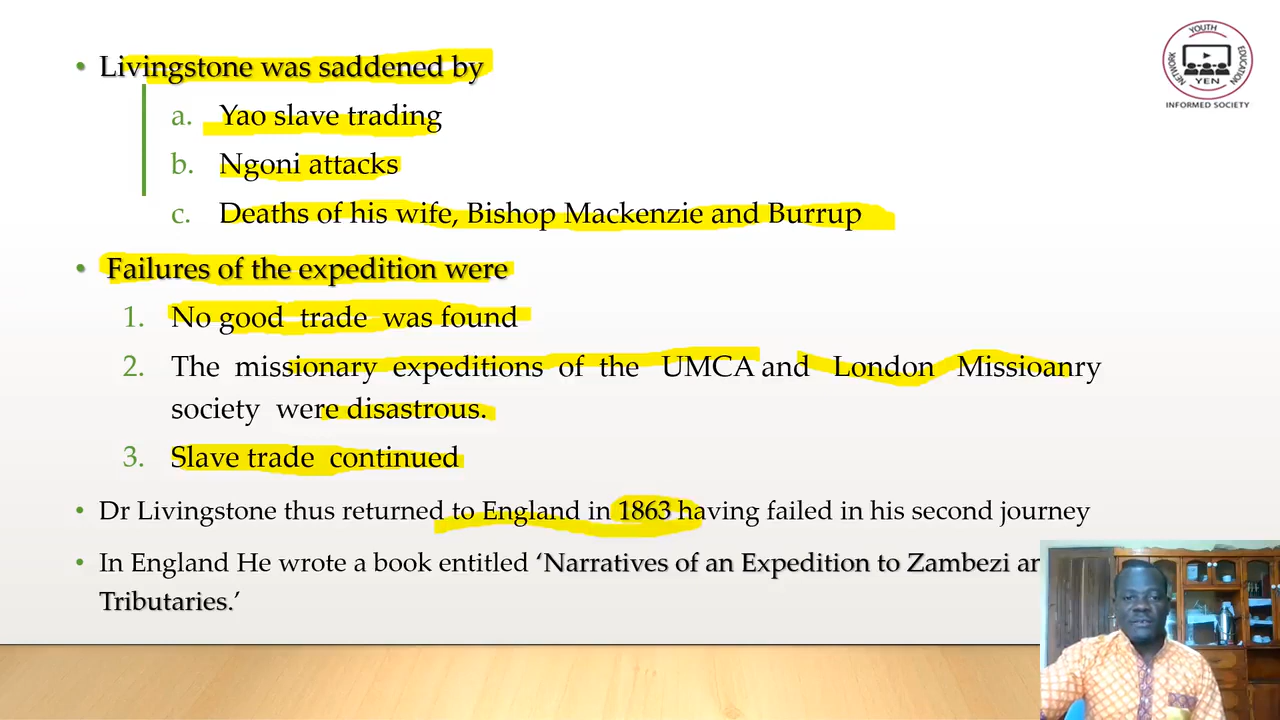 • Livingstone was saddened by
a. Yao slave trading
b. Ngoni attacks
c. Deaths of his wife, Bishop Mackenzie and Burrup
• Failures of the expedition were
1. No good trade was found
2. The missionary expeditions of the UMCA and London Missioanry
society were disastrous.
3. Slave trade continued
• Dr Livingstone thus returned to England in 1863 having failed in his second journey
• In England He wrote a book entitled ‘Narratives of an Expedition to Zambezi
Tributaries.’
YOUTH
EDUCATION
NETWORK
YEN
INFORMED SOCIETY